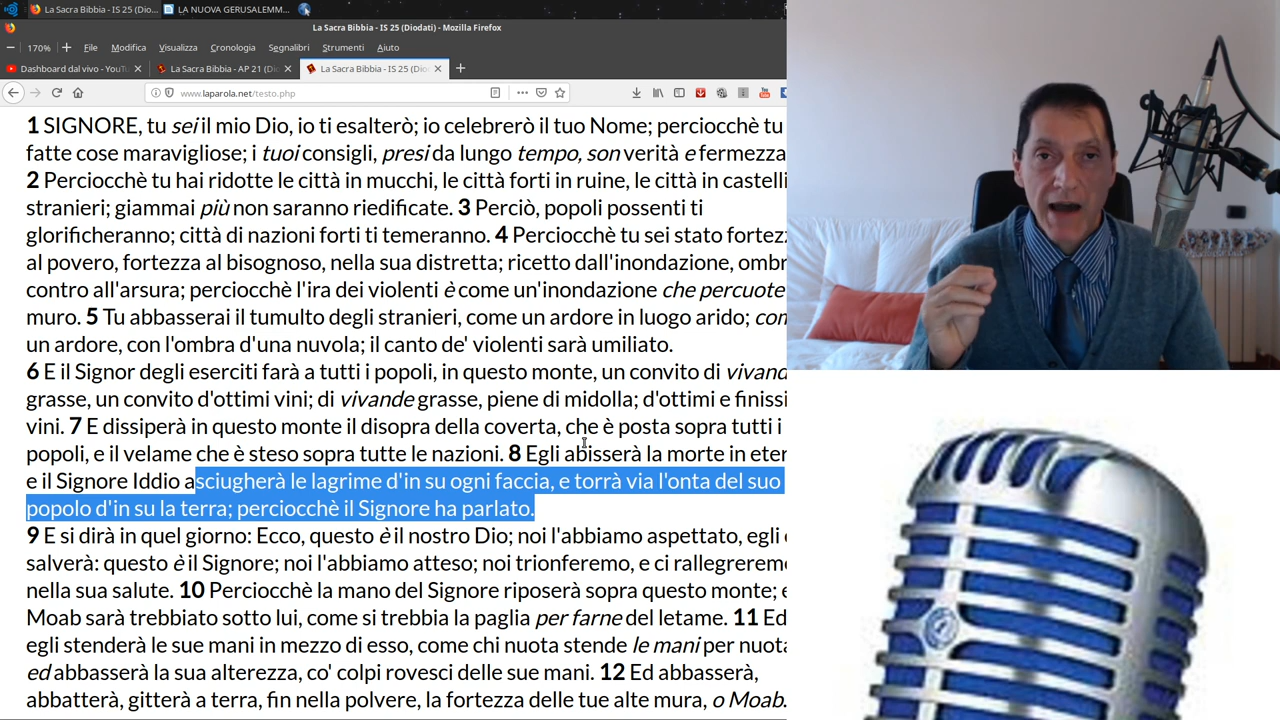 La Sacra Bibbia - IS 25 (Dio...
LA NUOVA GERUSALEMM...
La Sacra Bibbia - IS 25 (Diodati) - Mozilla Firefox
170%
File Modifica Visualizza Cronologia Segnalibri Strumenti Aiuto
Dashboard dal vivo - YouTu
La Sacra Bibbia - AP 21 (Dio
La Sacra Bibbia - IS 25 (Dio
www.laparola.net/testo.php
1 SIGNORE, tu sei il mio Dio, io ti esalterò; io celebrerò il tuo Nome; perciocchè tu
fatte cose maravigliose; i tuoi consigli, presi da lungo tempo, son verità e fermezza
2 Perciocchè tu hai ridotte le città in mucchi, le città forti in ruine, le città in castelli
stranieri; giammai più non saranno riedificate. 3 Perciò, popoli possenti ti
glorificheranno; città di nazioni forti ti temeranno. 4 Perciocchè tu sei stato fortez
al povero, fortezza al bisognoso, nella sua distretta; ricetto dall'inondazione, ombr
contro all'arsura; perciocchè l'ira dei violenti è come un'inondazione che percuote
muro. 5 Tu abbasserai il tumulto degli stranieri, come un ardore in luogo arido; com
un ardore, con l'ombra d'una nuvola; il canto de' violenti sarà umiliato.
6 E il Signor degli eserciti farà a tutti i popoli, in questo monte, un convito di vivand
grasse, un convito d'ottimi vini; di vivande grasse, piene di midolla; d'ottimi e finissi
vini. 7 E dissiperà in questo monte il disopra della coverta, che è posta sopra tutti i
popoli, e il velame che è steso sopra tutte le nazioni. 8 Egli abisserà la morte in eter
e il Signore Iddio asciugherà le lagrime d'in su ogni faccia, e torrà via l'onta del suo
popolo d'in su la terra; perciocchè il Signore ha parlato.
9 E si dirà in quel giorno: Ecco, questo è il nostro Dio; noi l'abbiamo aspettato, egli
salverà: questo è il Signore; noi l'abbiamo atteso; noi trionferemo, e ci rallegrerem
nella sua salute. 10 Perciocchè la mano del Signore riposerà sopra questo monte; e
Moab sarà trebbiato sotto lui, come si trebbia la paglia per farne del letame. 11 Ed
egli stenderà le sue mani in mezzo di esso, come chi nuota stende le mani per nuota
ed abbasserà la sua alterezza, co' colpi rovesci delle sue mani. 12 Ed abbasserà,
abbatterà, gitterà a terra, fin nella polvere, la fortezza delle tue alte mura, o Moab.